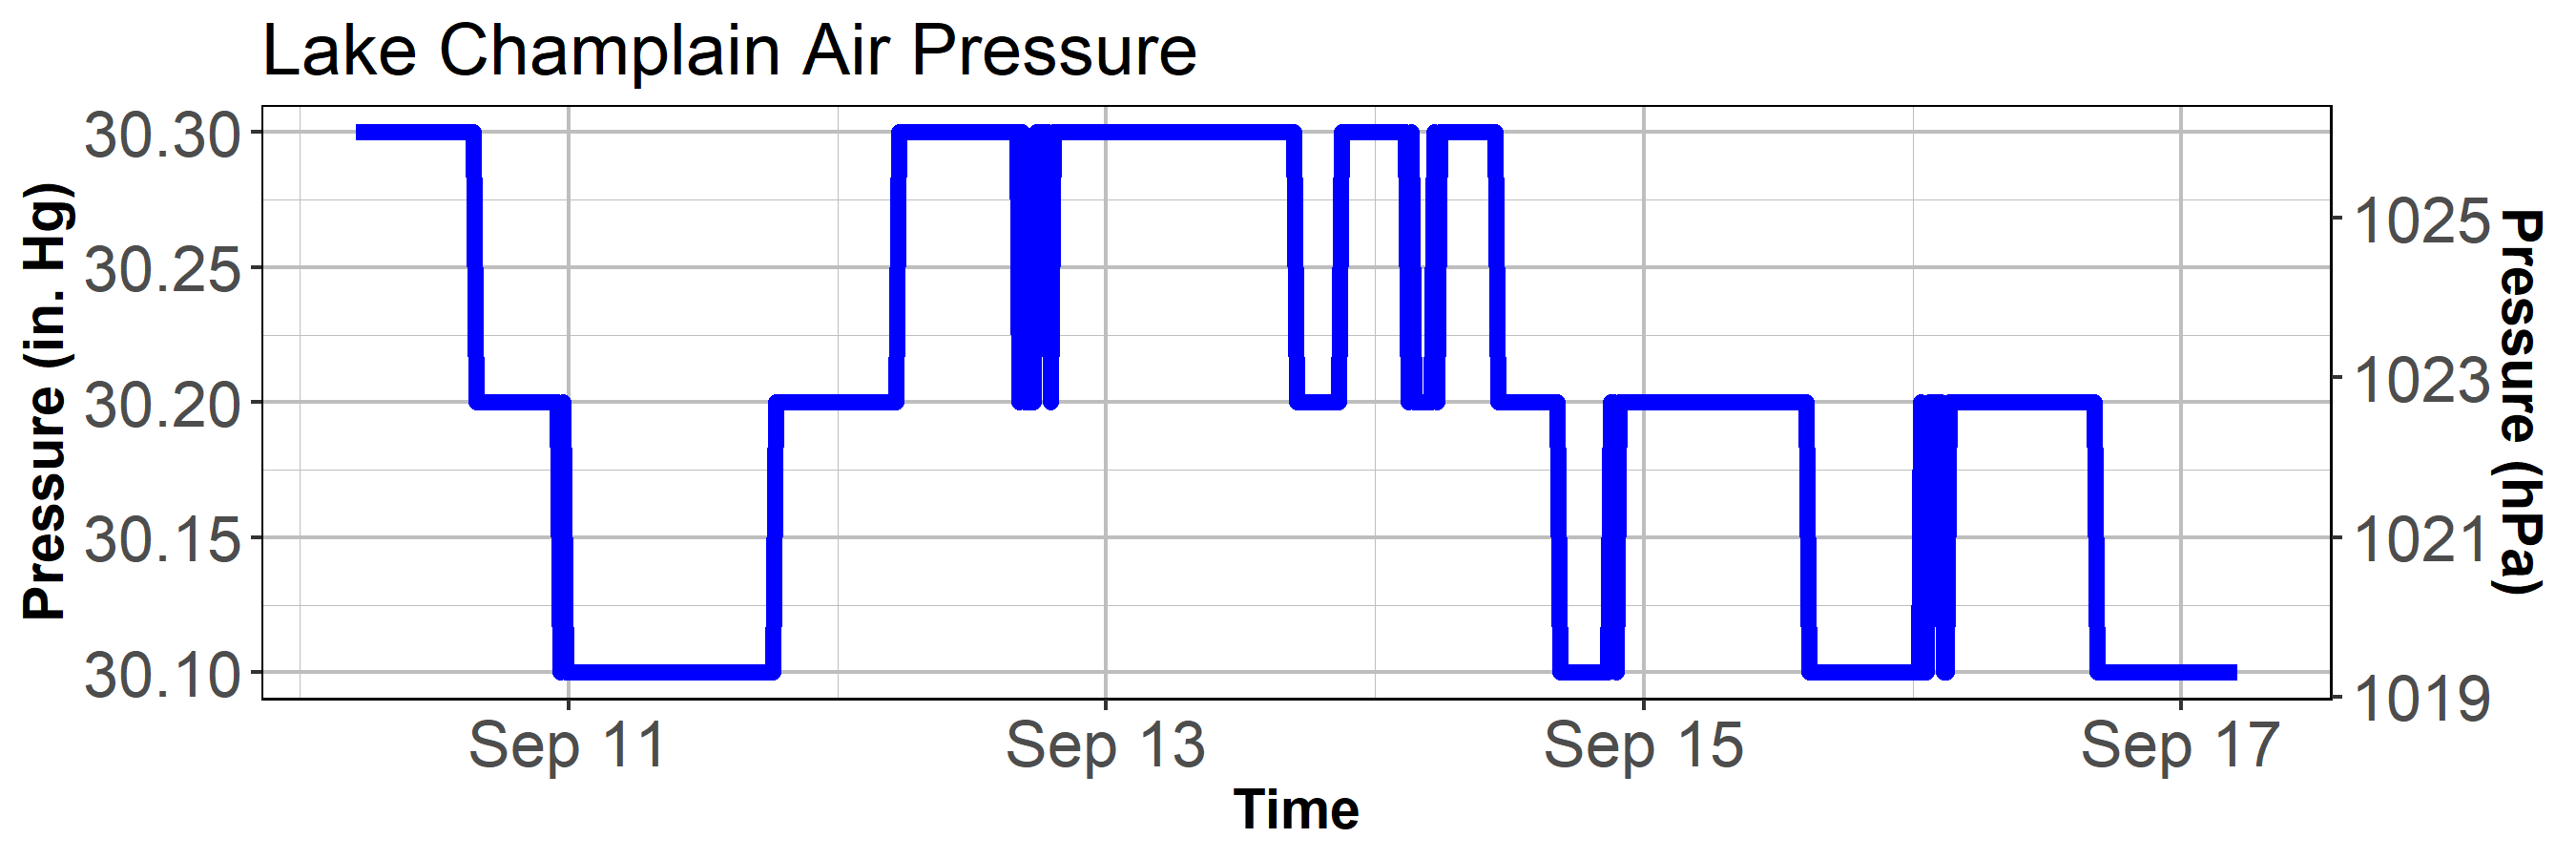 Lake Champlain Air Pressure
30.30
30.25
30.20
30.15
30.10
Pressure (in. Hg)
1025
1023
1021
1019
Pressure (hPa)
Sep 11
Sep 13
Sep 15
Sep 17
Time